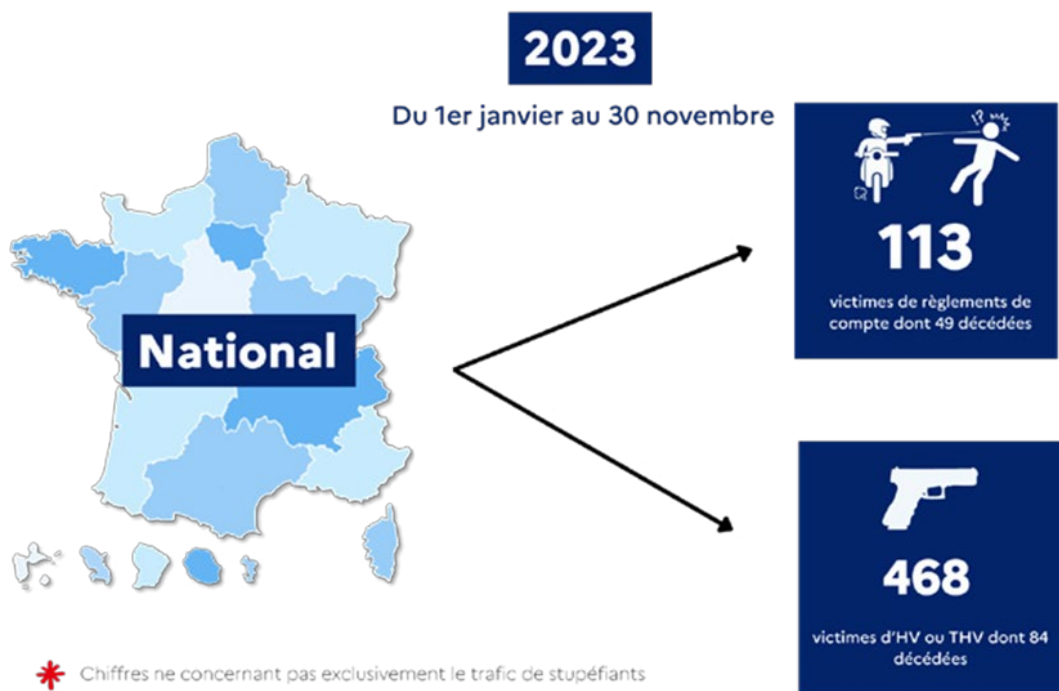 2023
Du 1er janvier au 30 novembre
!?
113
victimes de règlements de
compte dont 49 décédées
National
468
victimes d'HV ou THV dont 84
décédées
Chiffres ne concernant pas exclusivement le trafic de stupéfiants